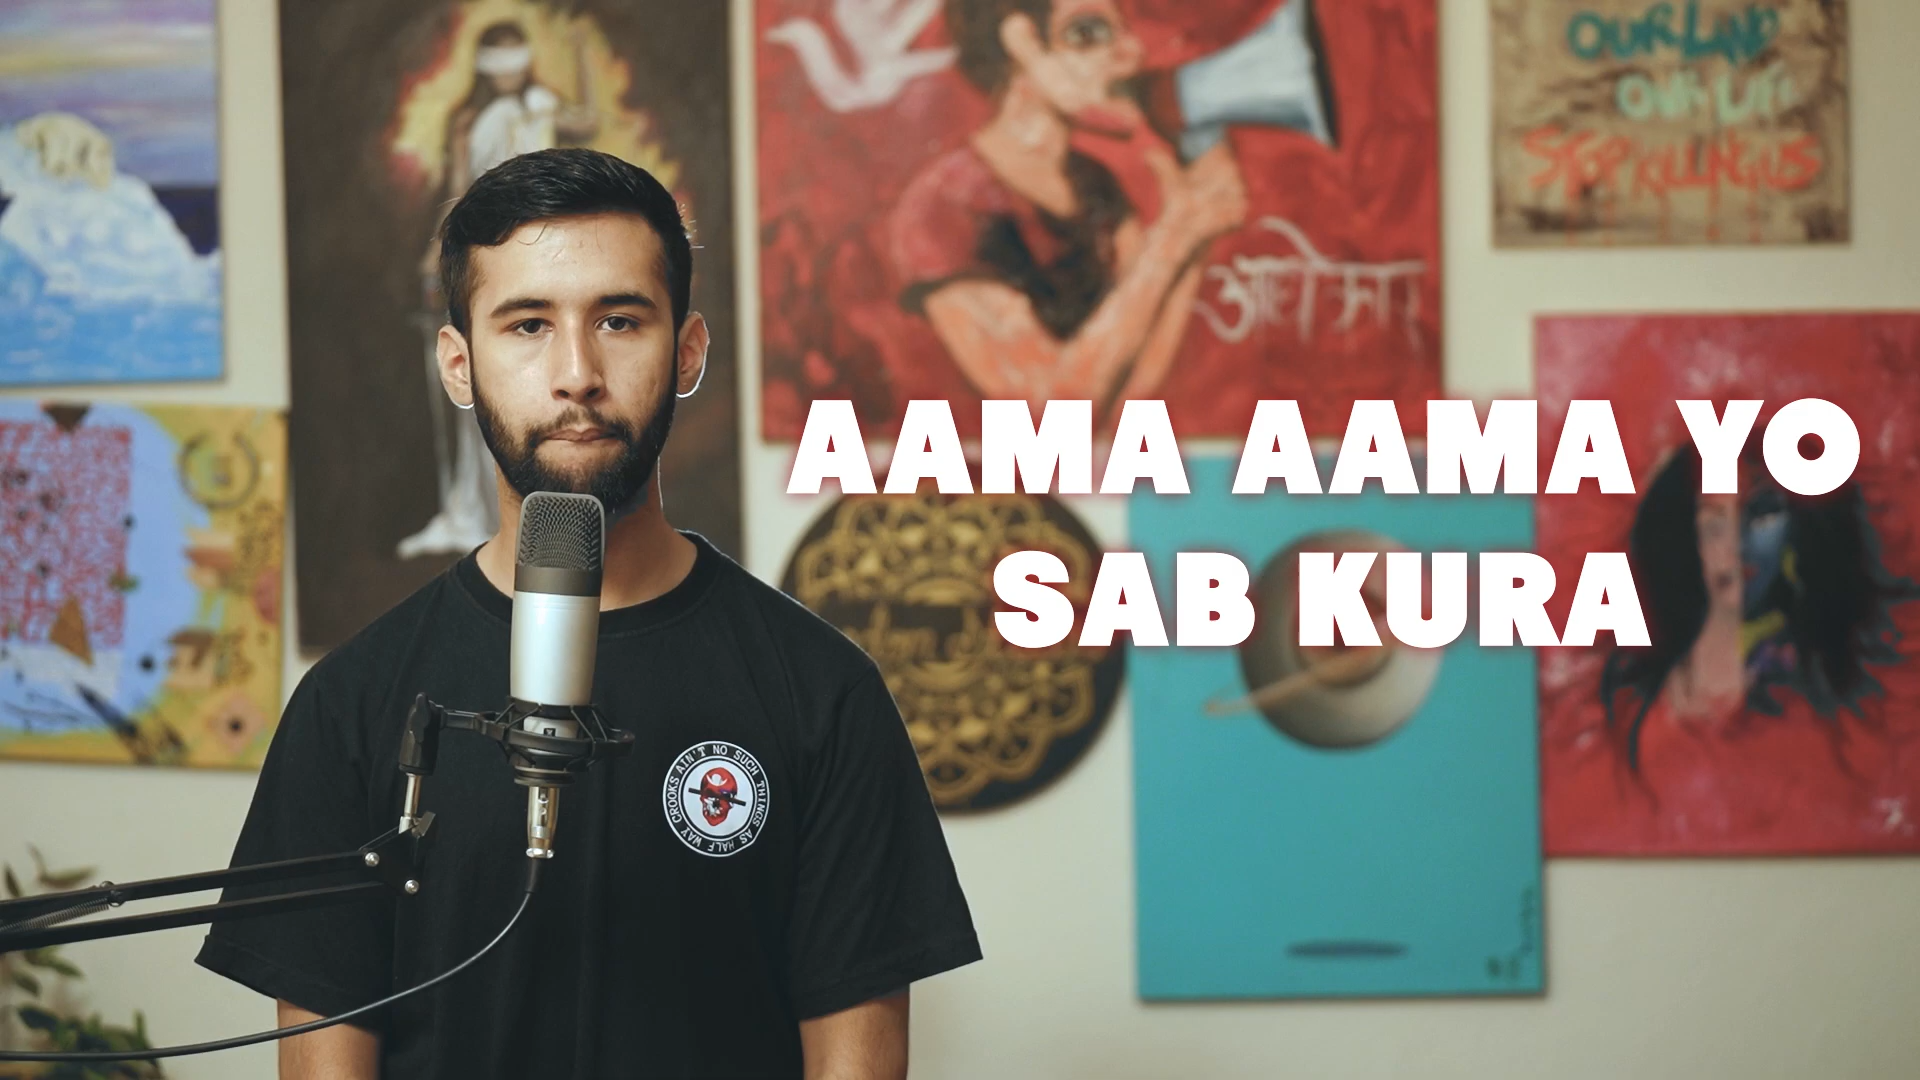 OUR LAND
OUR LIFE
STOP KILLING US
AAMA AAMA YO
SAB KURA
AIN'T NO SUCH THINGS AS HALF WAY CROOKS